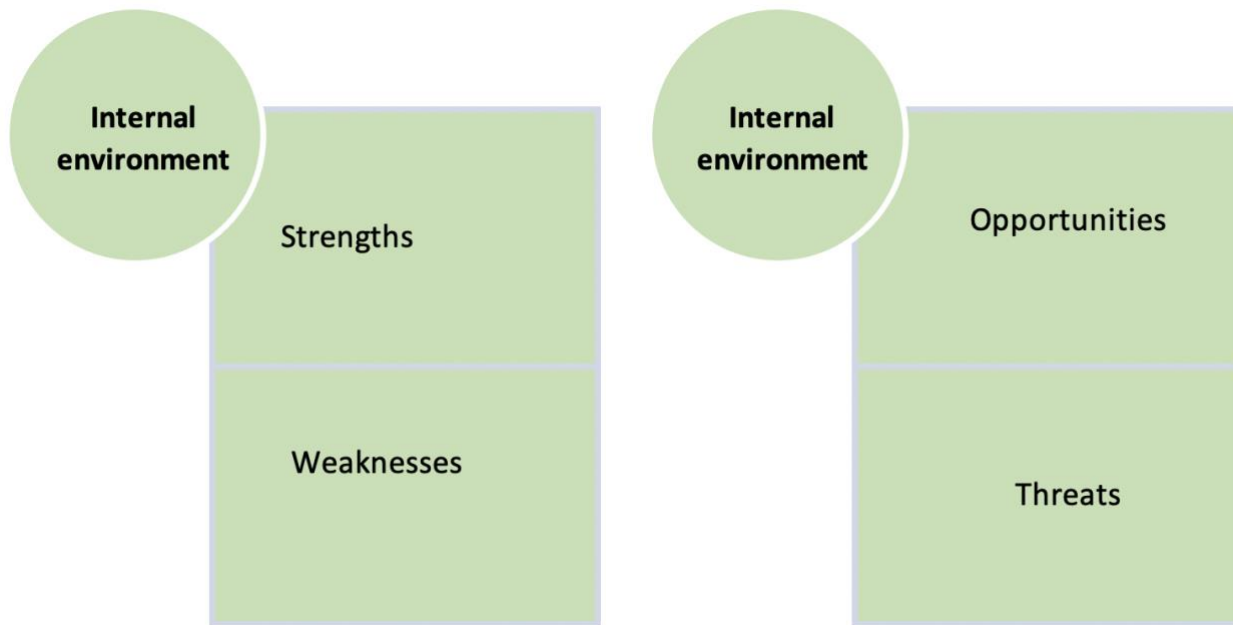 Internal
environment
Strengths
Weaknesses
Internal
environment
Opportunities
Threats